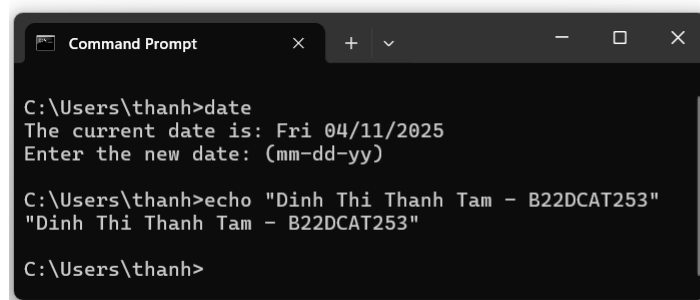 Command Prompt
C:\Users\thanh>date
The current date is: Fri 04/11/2025
Enter the new date: (mm-dd-yy)
C:\Users\thanh>echo "Dinh Thi Thanh Tam - B22DCAT253"
"Dinh Thi Thanh Tam - B22DCAT253"
C:\Users\thanh>